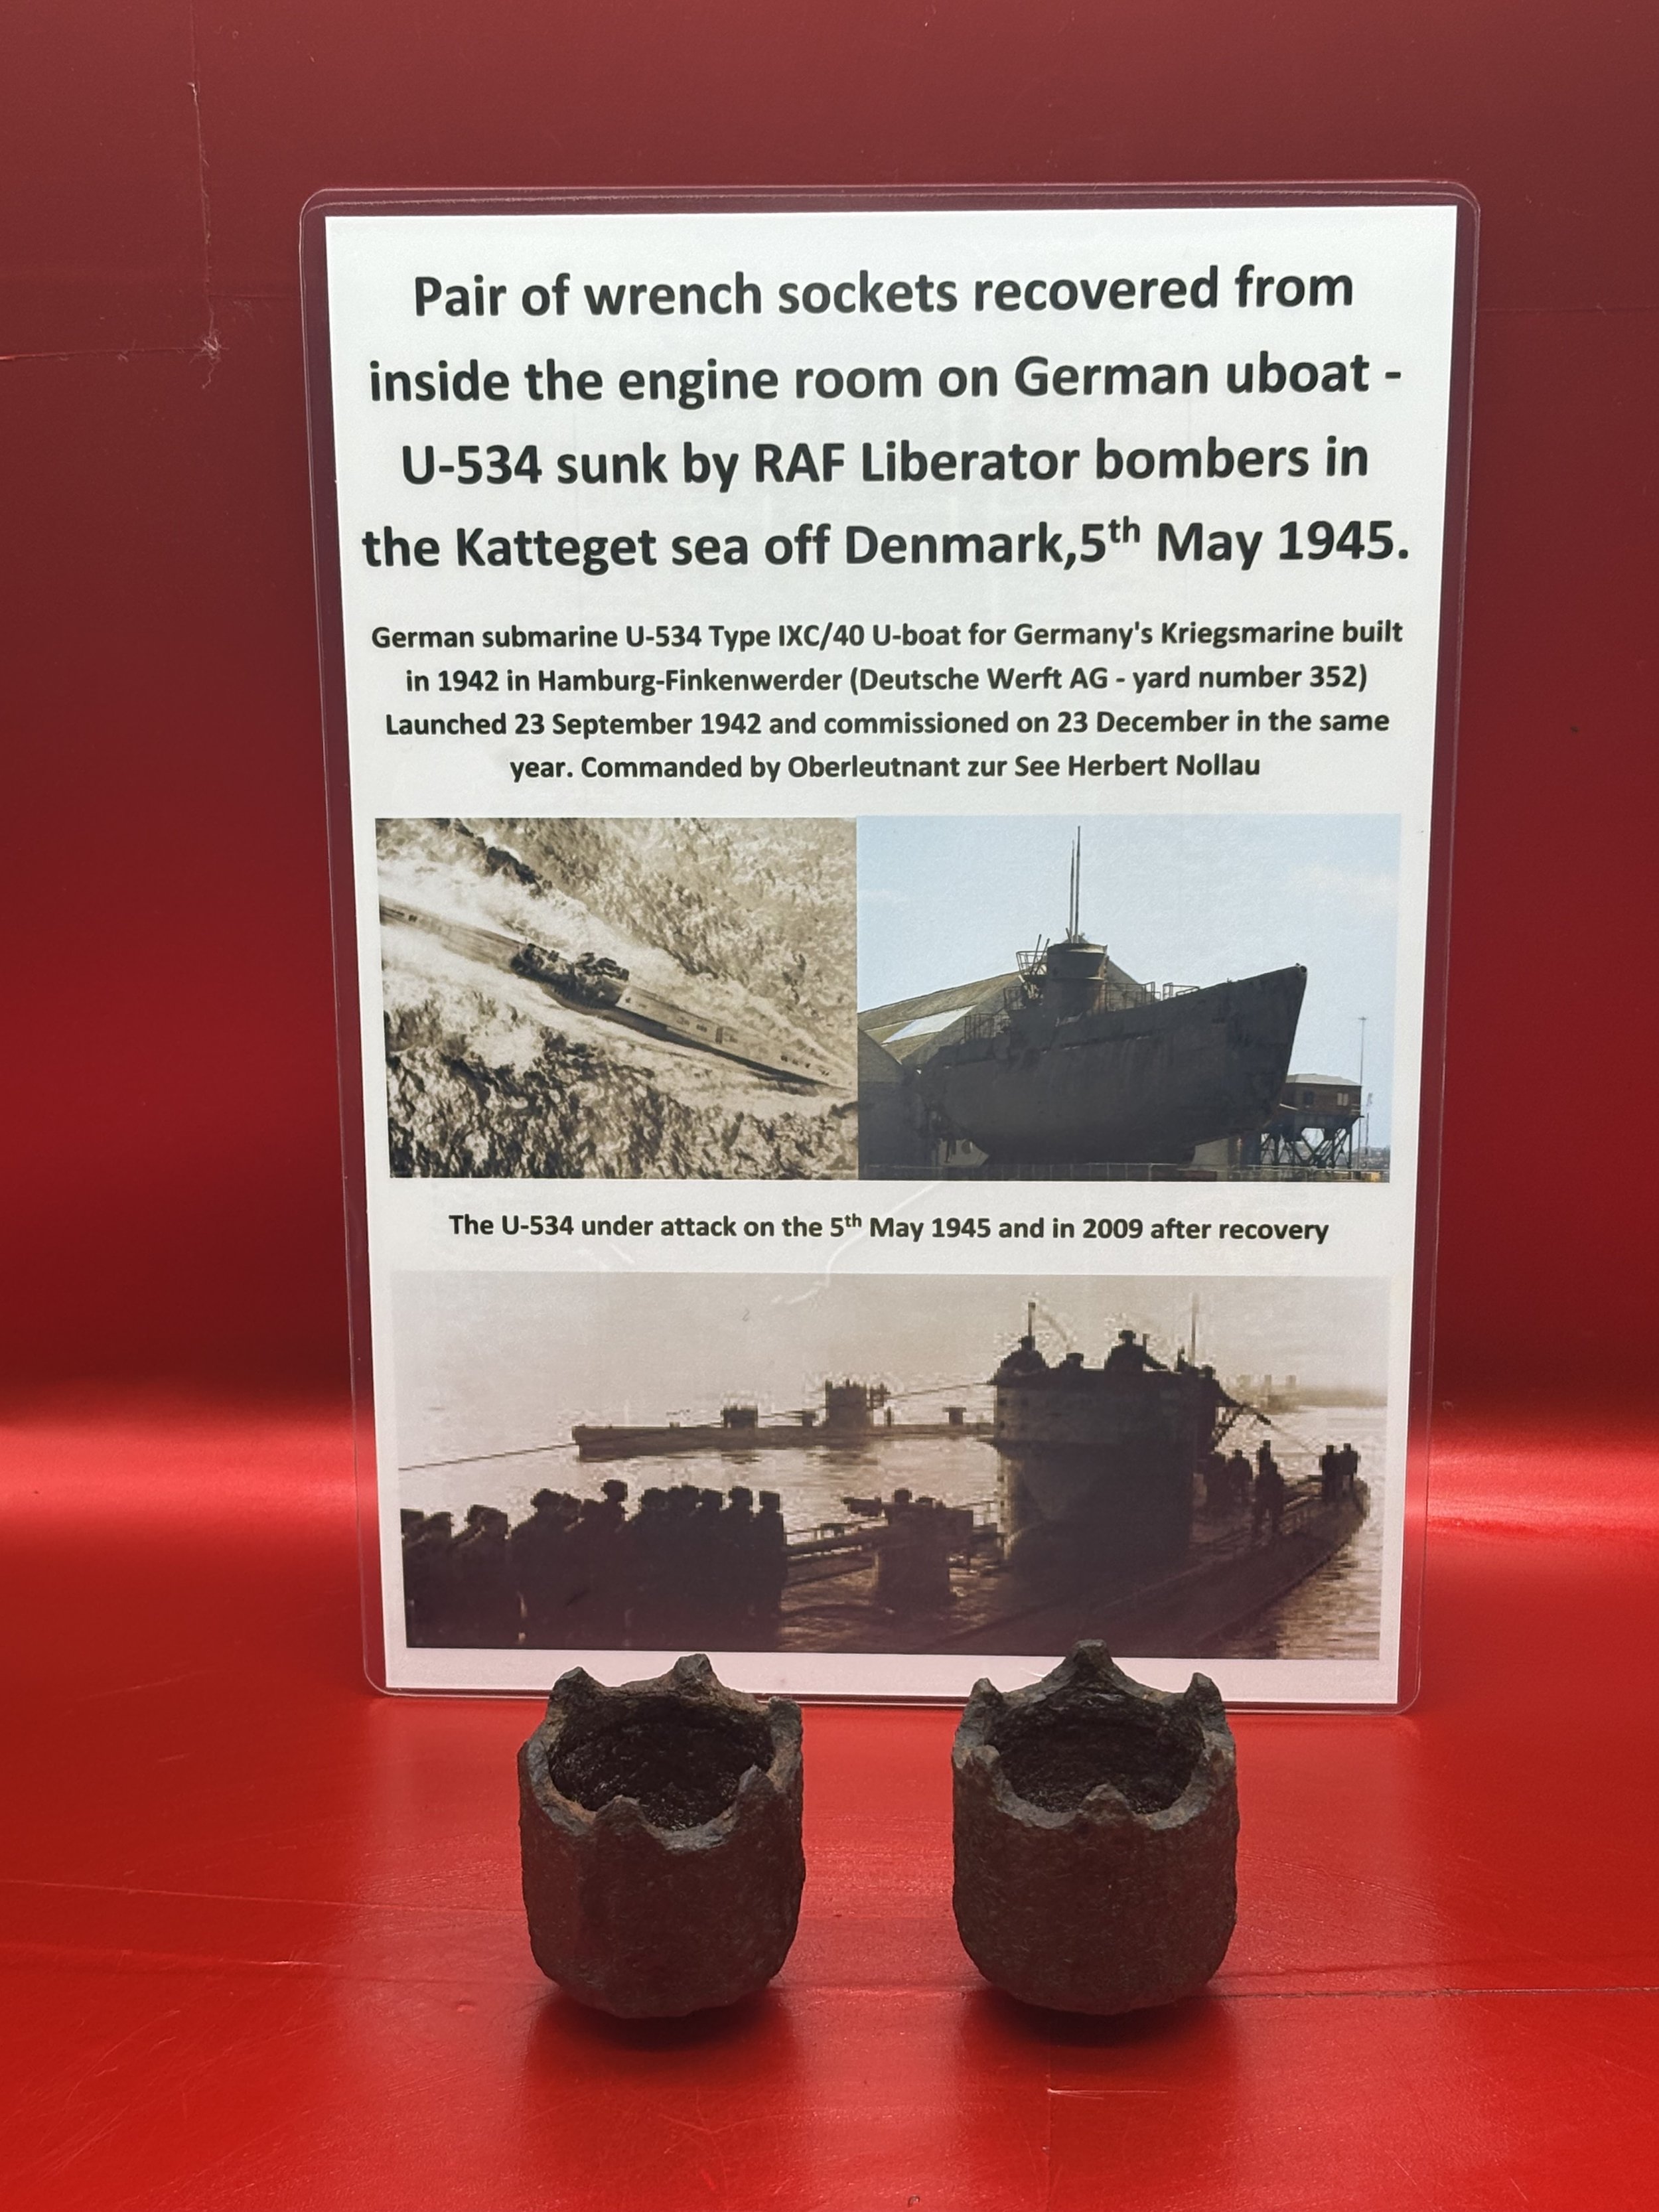 Pair of wrench sockets recovered from
inside the engine room on German uboat -
U-534 sunk by RAF Liberator bombers in
the Katteget sea off Denmark,5th May 1945.
German submarine U-534 Type IXC/40 U-boat for Germany's Kriegsmarine built
in 1942 in Hamburg-Finkenwerder (Deutsche Werft AG - yard number 352)
Launched 23 September 1942 and commissioned on 23 December in the same
year. Commanded by Oberleutnant zur See Herbert Nollau
The U-534 under attack on the 5th May 1945 and in 2009 after recovery